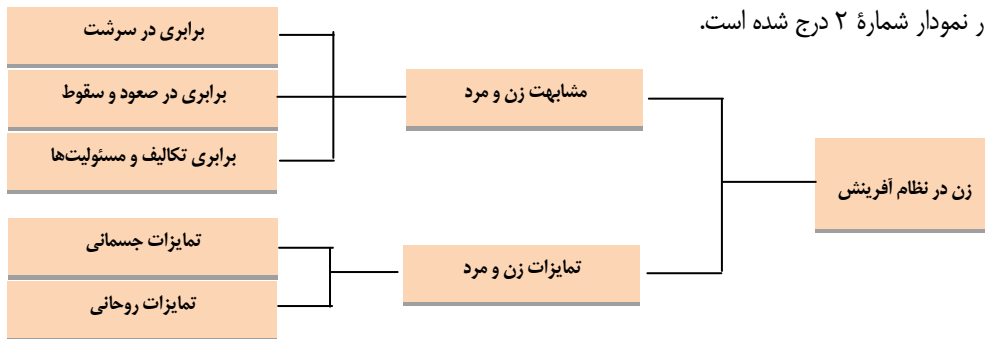 ر نمودار شمارهٔ ۲ درج شده است.
زن در نظام آفرینش
مشابهت زن و مرد
برابری در سرشت
برابری در صعود و سقوط
برابری تکالیف و مسئولیت‌ها
تمایزات زن و مرد
تمایزات جسمانی
تمایزات روحانی